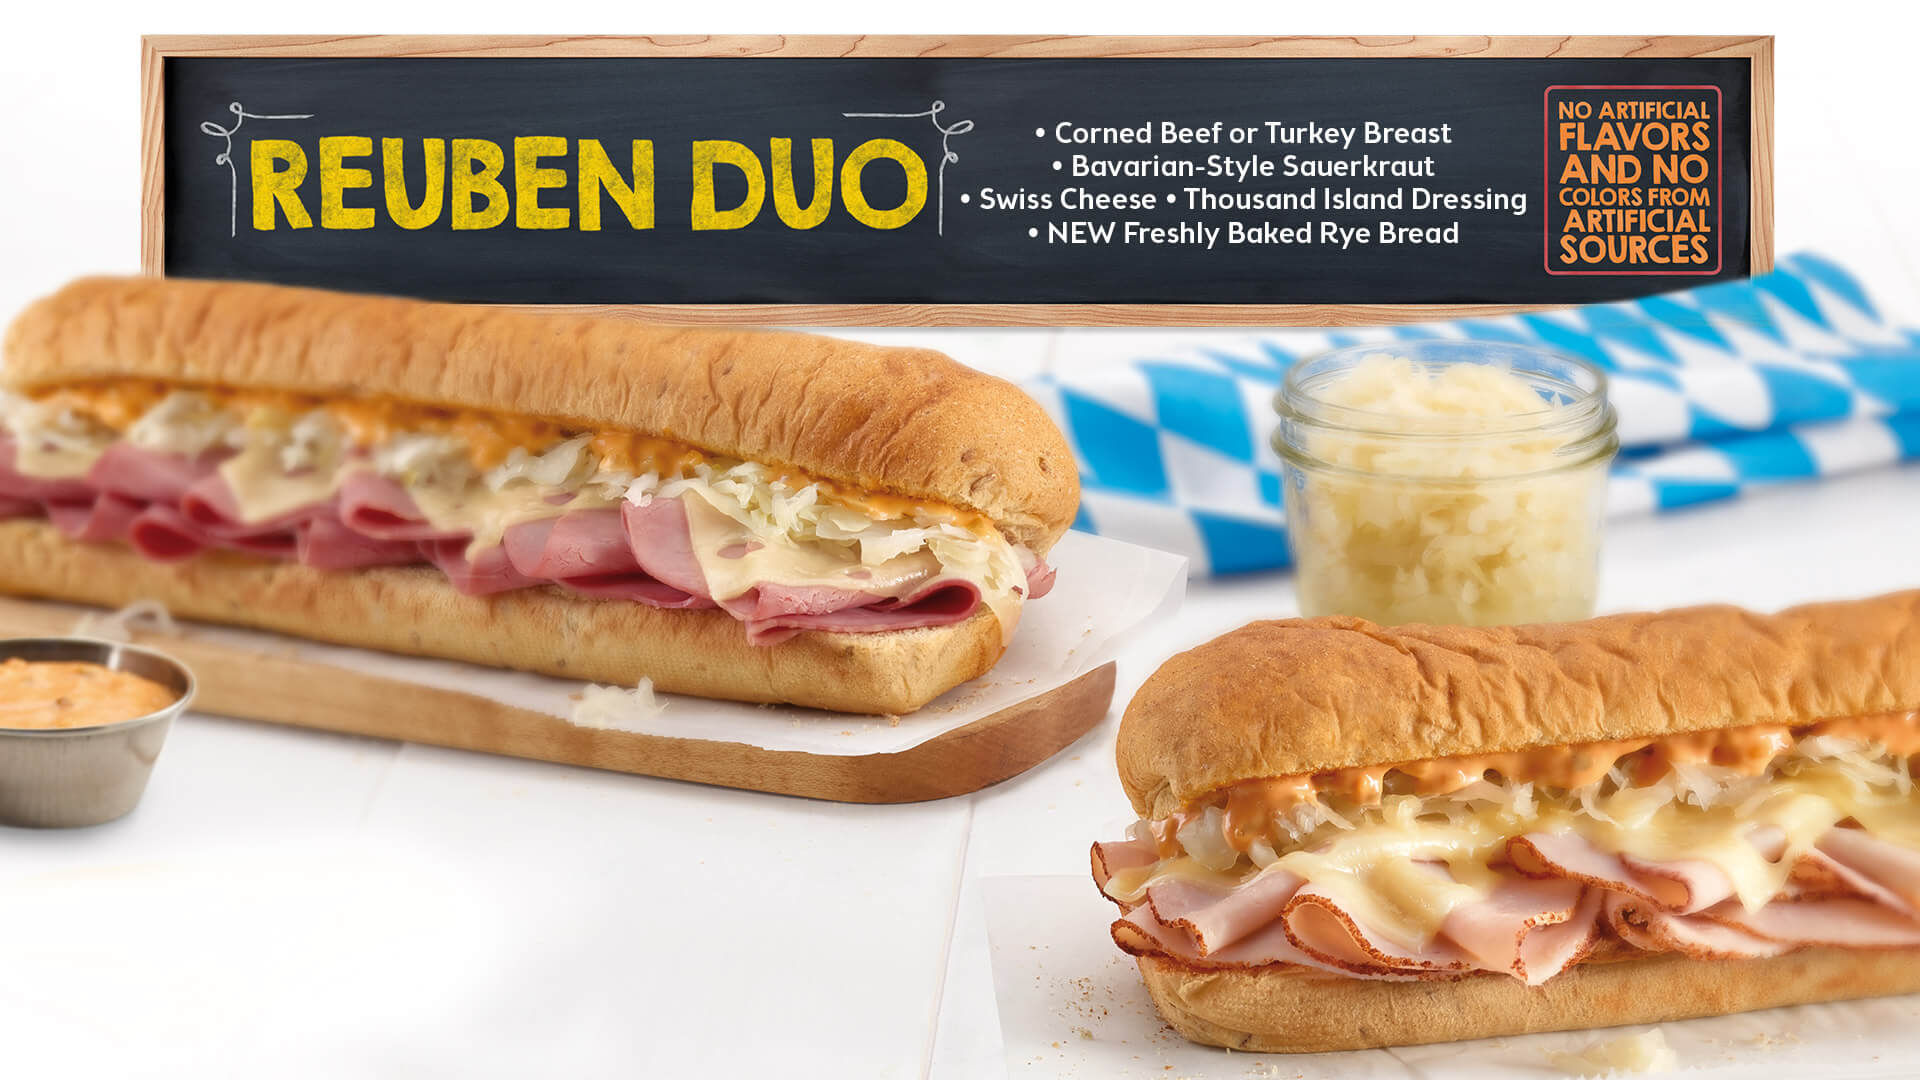 REUBEN DUO
• Corned Beef or Turkey Breast
• Bavarian-Style Sauerkraut
• Swiss Cheese • Thousand Island Dressing
• NEW Freshly Baked Rye Bread
NO ARTIFICIAL
FLAVORS
AND NO
COLORS FROM
ARTIFICIAL
SOURCES